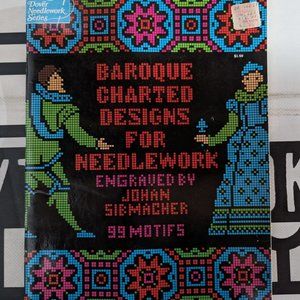 Dover Needlework
Series
BAROQUE
CHARTED
DESIGNS
FOR
NEEDLEWORK
ENGRAVED BY
JOHAN
SIBMACHER
99 MOTIFS